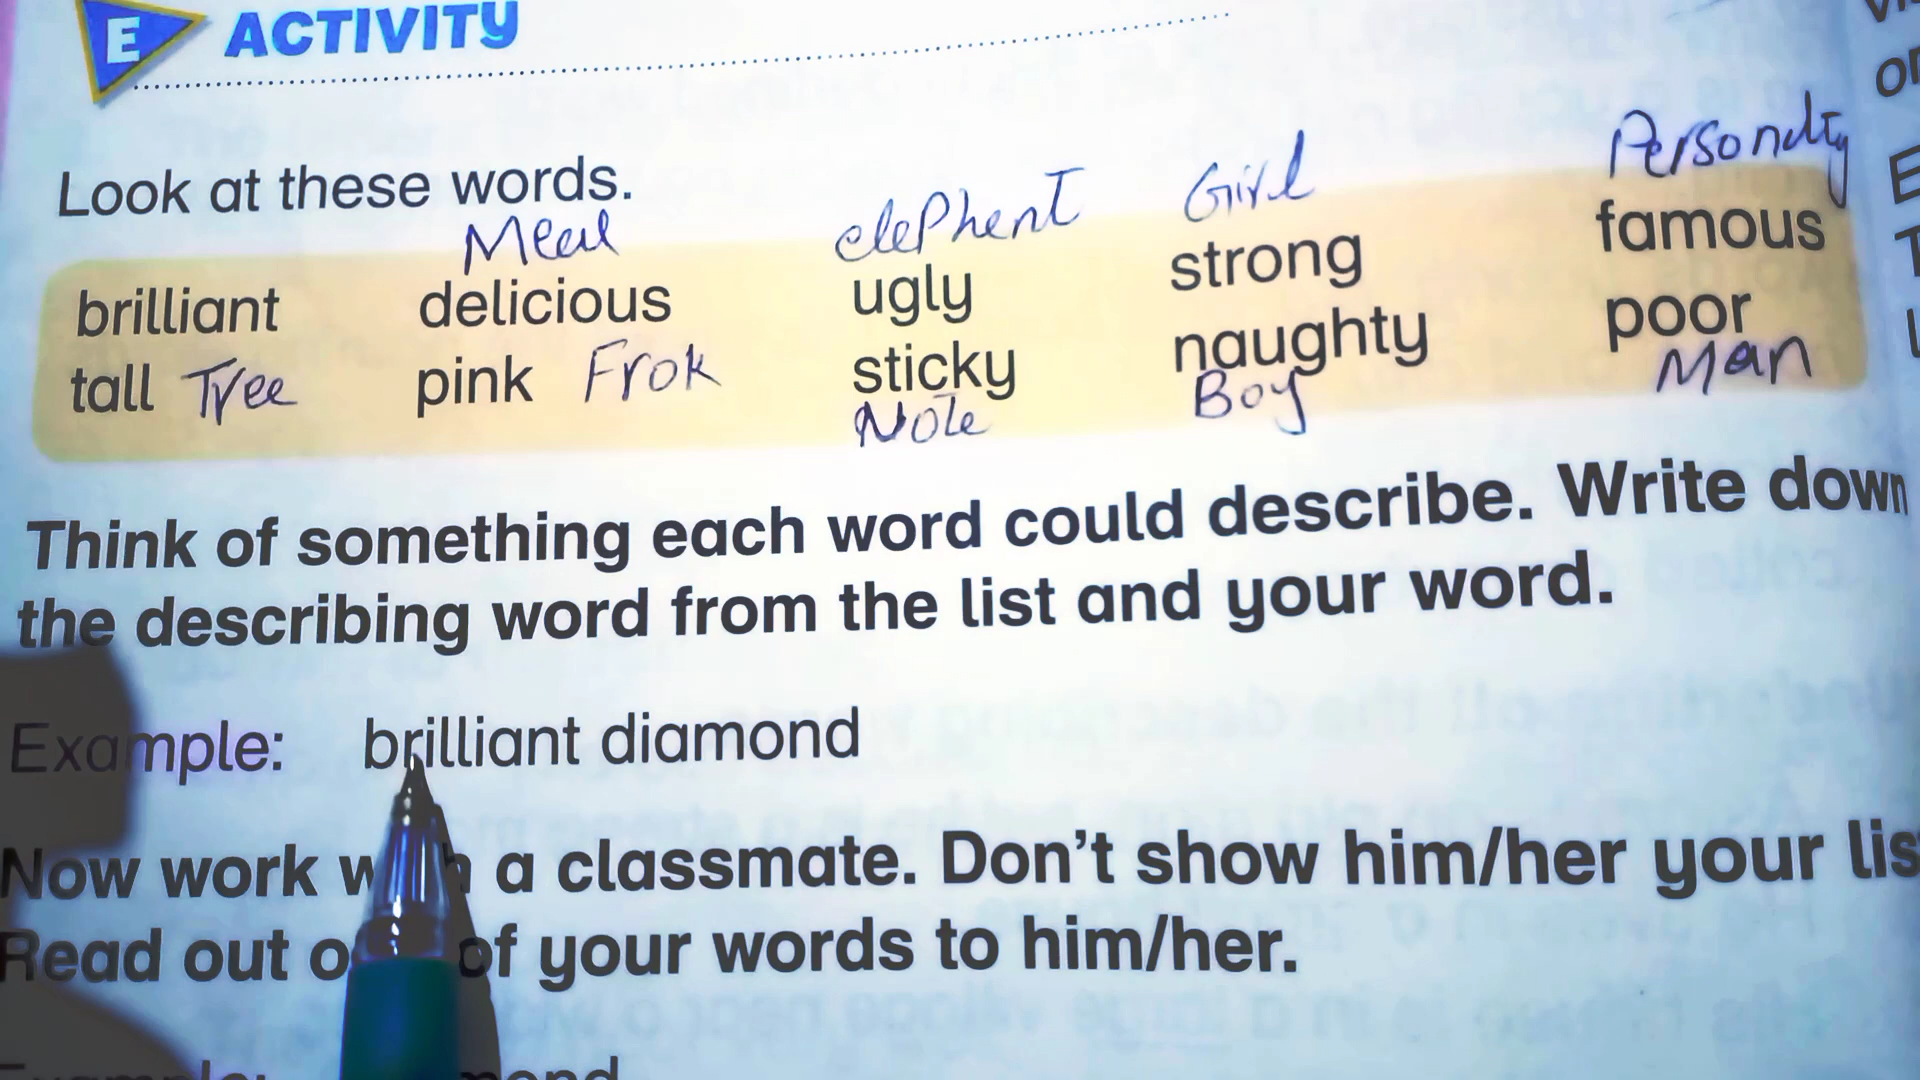 E ACTIVITY
Look at these words.
Meal elephent Girl Personalty
brilliant delicious ugly strong famous
tall Tree pink Frok sticky naughty poor
Note Boy Man
Think of something each word could describe. Write down
the describing word from the list and your word.
Example: brilliant diamond
Now work a classmate. Don't show him/her your lis
Read out of your words to him/her.